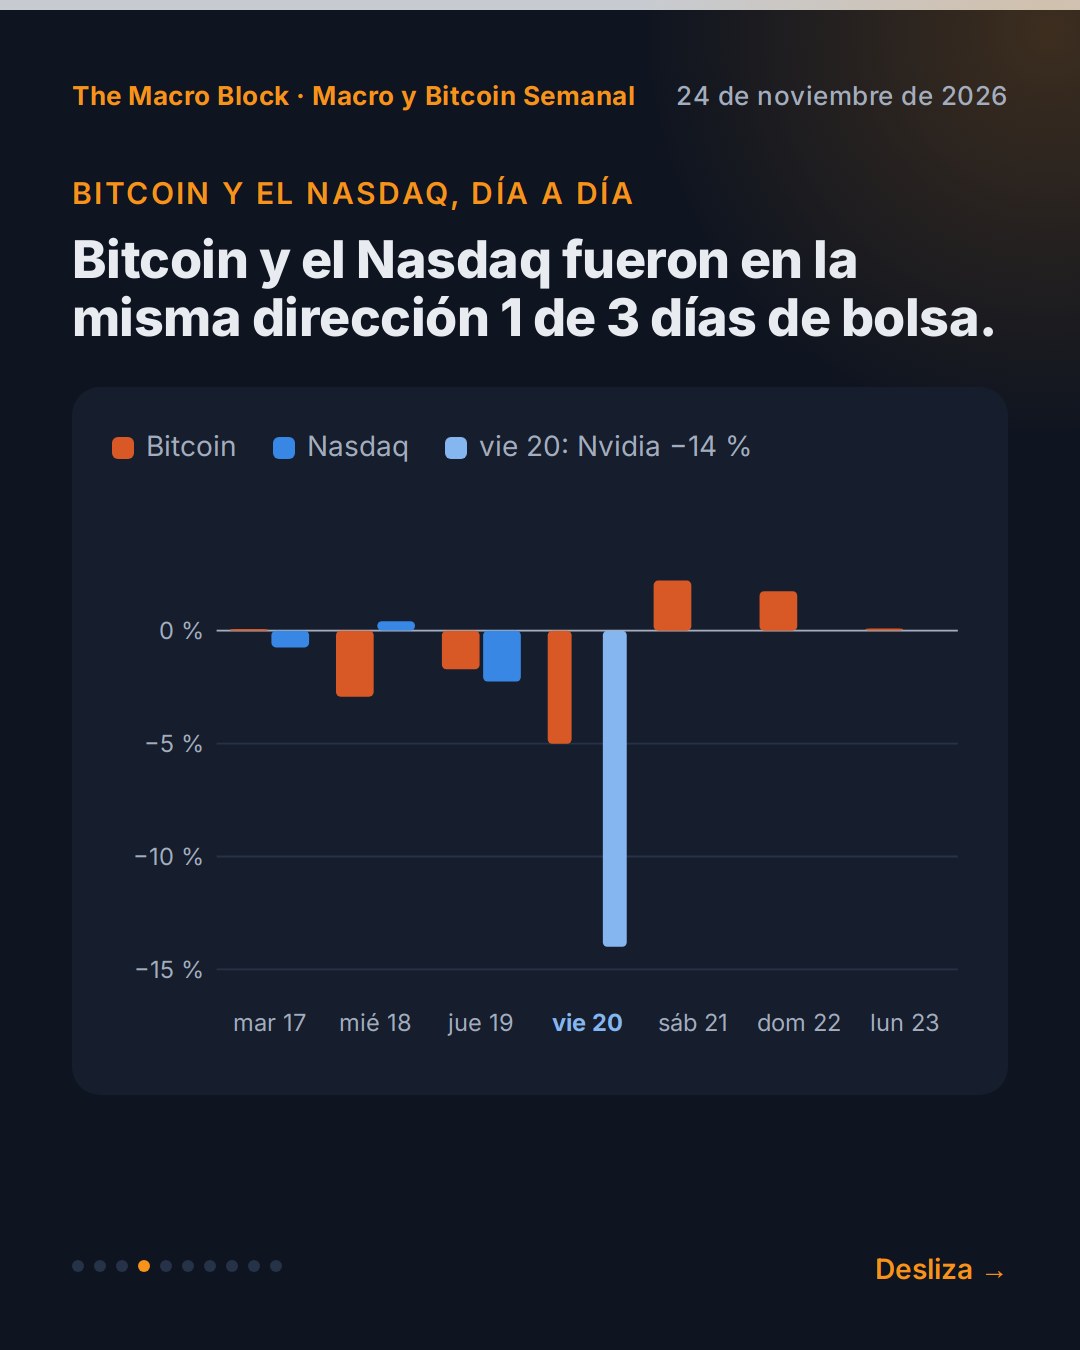 The Macro Block · Macro y Bitcoin Semanal
24 de noviembre de 2026
BITCOIN Y EL NASDAQ, DÍA A DÍA
Bitcoin y el Nasdaq fueron en la
misma dirección 1 de 3 días de bolsa.
Bitcoin
Nasdaq
vie 20: Nvidia −14 %
0 %
−5 %
−10 %
−15 %
mar 17
mié 18
jue 19
vie 20
sáb 21
dom 22
lun 23
Desliza →